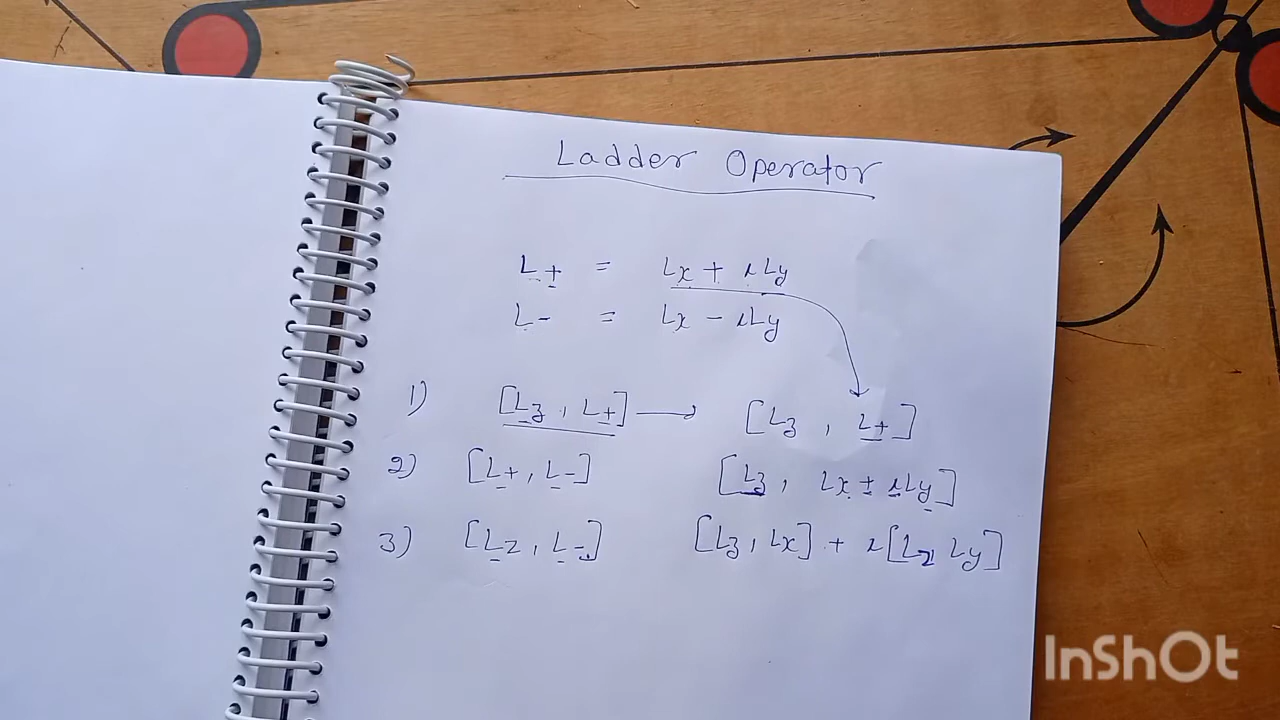 Ladder Operator
L+ = Lx + iLy
L- = Lx - iLy
1) [Lz, L+] → [Lz, L+]
2) [L+, L-] [Lz, Lx ± iLy]
3) [Lz, L-] [Lz, Lx] + i[Lz Ly]
InShOt